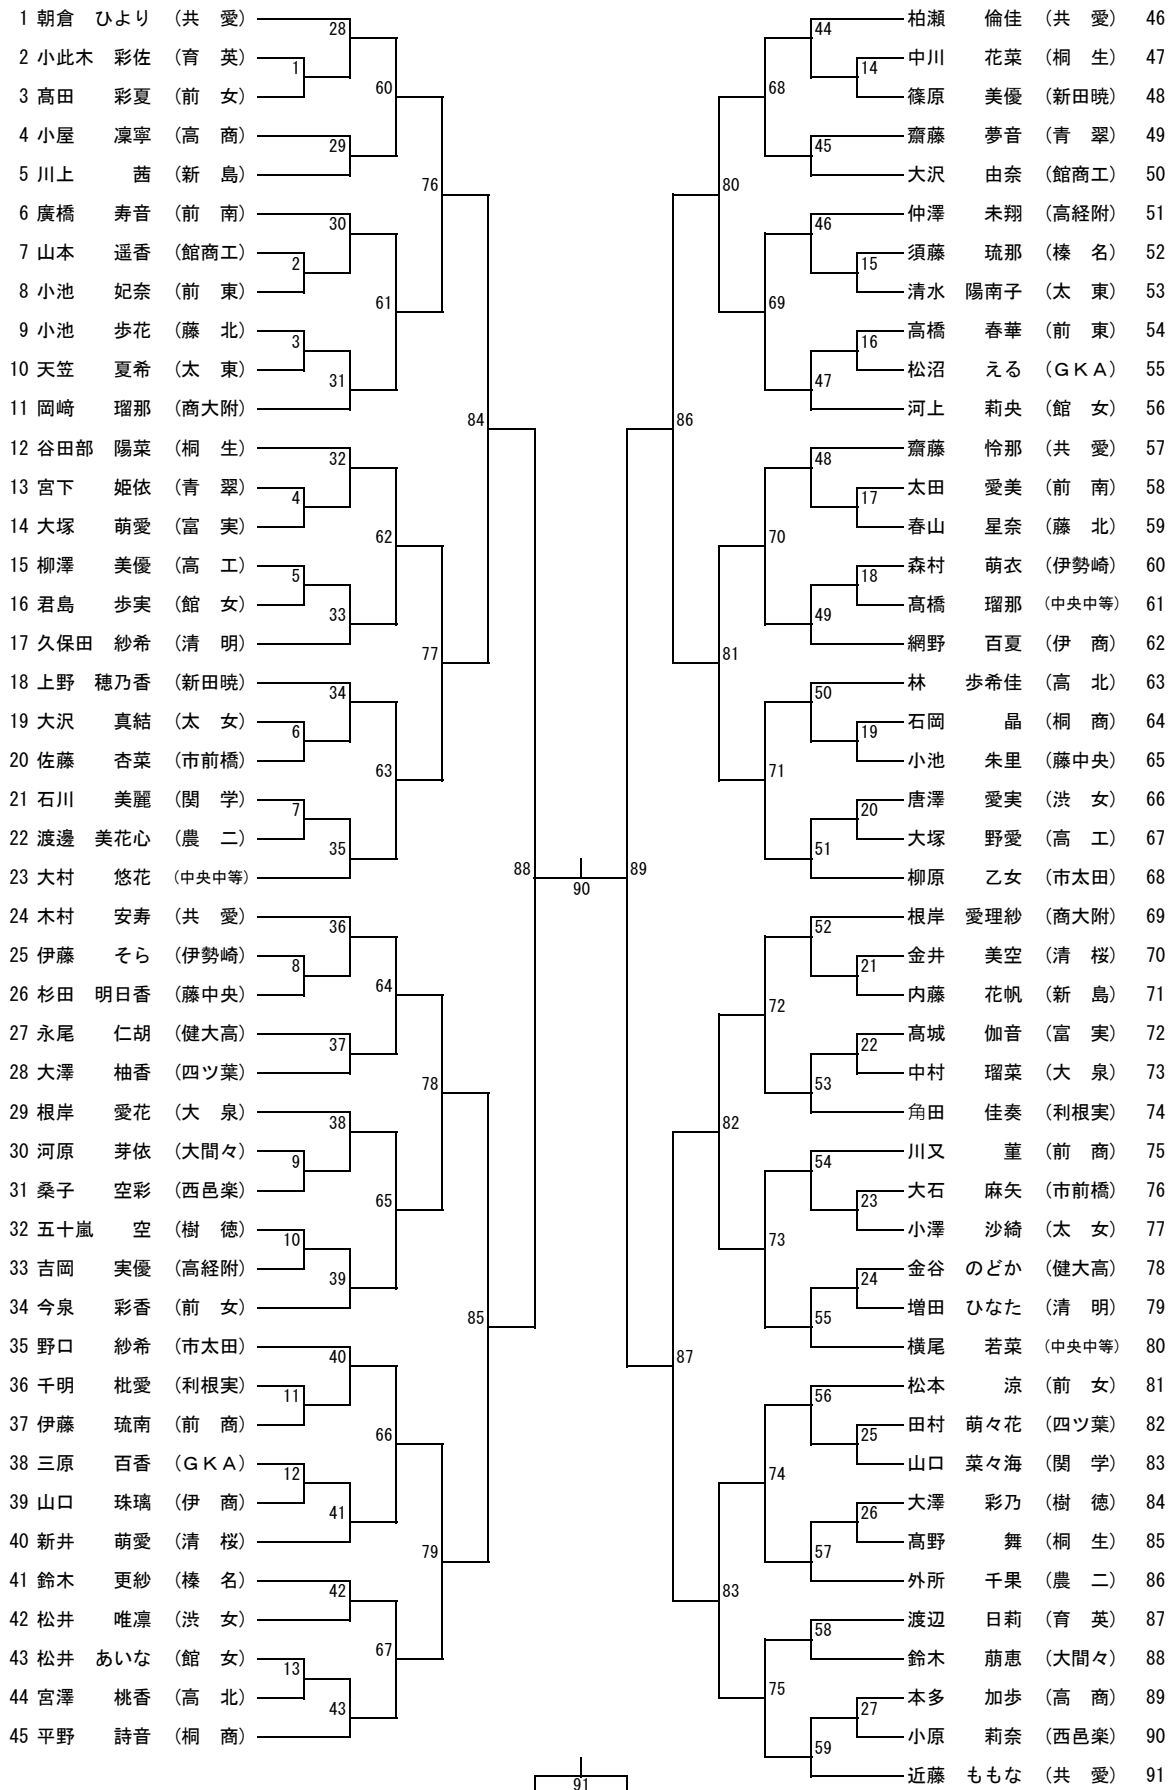 1 朝倉 ひより （共 愛）
2 小此木 彩佐 （育 英）
3 髙田 彩夏 （前 女）
4 小屋 凜寧 （高 商）
5 川上 茜 （新 島）
6 廣橋 寿音 （前 南）
7 山本 遥香 （館商工）
8 小池 妃奈 （前 東）
9 小池 歩花 （藤 北）
10 天笠 夏希 （太 東）
11 岡﨑 瑠那 （商大附）
12 谷田部 陽菜 （桐 生）
13 宮下 姫依 （青 翠）
14 大塚 萌愛 （富 実）
15 柳澤 美優 （高 工）
16 君島 歩実 （館 女）
17 久保田 紗希 （清 明）
18 上野 穂乃香 （新田暁）
19 大沢 真結 （太 女）
20 佐藤 杏菜 （市前橋）
21 石川 美麗 （関 学）
22 渡邊 美花心 （農 二）
23 大村 悠花 （中央中等）
24 木村 安寿 （共 愛）
25 伊藤 そら （伊勢崎）
26 杉田 明日香 （藤中央）
27 永尾 仁胡 （健大高）
28 大澤 柚香 （四ツ葉）
29 根岸 愛花 （大 泉）
30 河原 芽依 （大間々）
31 桑子 空彩 （西邑楽）
32 五十嵐 空 （樹 徳）
33 吉岡 実優 （高経附）
34 今泉 彩香 （前 女）
35 野口 紗希 （市太田）
36 千明 枇愛 （利根実）
37 伊藤 琉南 （前 商）
38 三原 百香 （ＧＫＡ）
39 山口 珠璃 （伊 商）
40 新井 萌愛 （清 桜）
41 鈴木 更紗 （榛 名）
42 松井 唯凛 （渋 女）
43 松井 あいな （館 女）
44 宮澤 桃香 （高 北）
45 平野 詩音 （桐 商）
28
1
60
29
76
30
2
61
3
31
84
32
4
62
5
33
77
34
6
63
7
35
88
36
8
64
37
78
38
9
65
10
39
85
40
11
66
12
41
79
42
67
13
43
90
91
89
44
14
68
45
80
46
15
69
16
47
86
48
17
70
18
49
81
50
19
71
20
51
52
21
72
22
53
82
54
23
73
24
55
87
56
25
74
26
57
83
58
75
27
59
柏瀬 倫佳 （共 愛） 46
中川 花菜 （桐 生） 47
篠原 美優 （新田暁） 48
齋藤 夢音 （青 翠） 49
大沢 由奈 （館商工） 50
仲澤 未翔 （高経附） 51
須藤 琉那 （榛 名） 52
清水 陽南子 （太 東） 53
高橋 春華 （前 東） 54
松沼 える （ＧＫＡ） 55
河上 莉央 （館 女） 56
齋藤 怜那 （共 愛） 57
太田 愛美 （前 南） 58
春山 星奈 （藤 北） 59
森村 萌衣 （伊勢崎） 60
髙橋 瑠那 （中央中等） 61
網野 百夏 （伊 商） 62
林 歩希佳 （高 北） 63
石岡 晶 （桐 商） 64
小池 朱里 （藤中央） 65
唐澤 愛実 （渋 女） 66
大塚 野愛 （高 工） 67
柳原 乙女 （市太田） 68
根岸 愛理紗 （商大附） 69
金井 美空 （清 桜） 70
内藤 花帆 （新 島） 71
髙城 伽音 （富 実） 72
中村 瑠菜 （大 泉） 73
角田 佳奏 （利根実） 74
川又 菫 （前 商） 75
大石 麻矢 （市前橋） 76
小澤 沙綺 （太 女） 77
金谷 のどか （健大高） 78
増田 ひなた （清 明） 79
横尾 若菜 （中央中等） 80
松本 涼 （前 女） 81
田村 萌々花 （四ツ葉） 82
山口 菜々海 （関 学） 83
大澤 彩乃 （樹 徳） 84
髙野 舞 （桐 生） 85
外所 千果 （農 二） 86
渡辺 日莉 （育 英） 87
鈴木 萠恵 （大間々） 88
本多 加歩 （高 商） 89
小原 莉奈 （西邑楽） 90
近藤 ももな （共 愛） 91